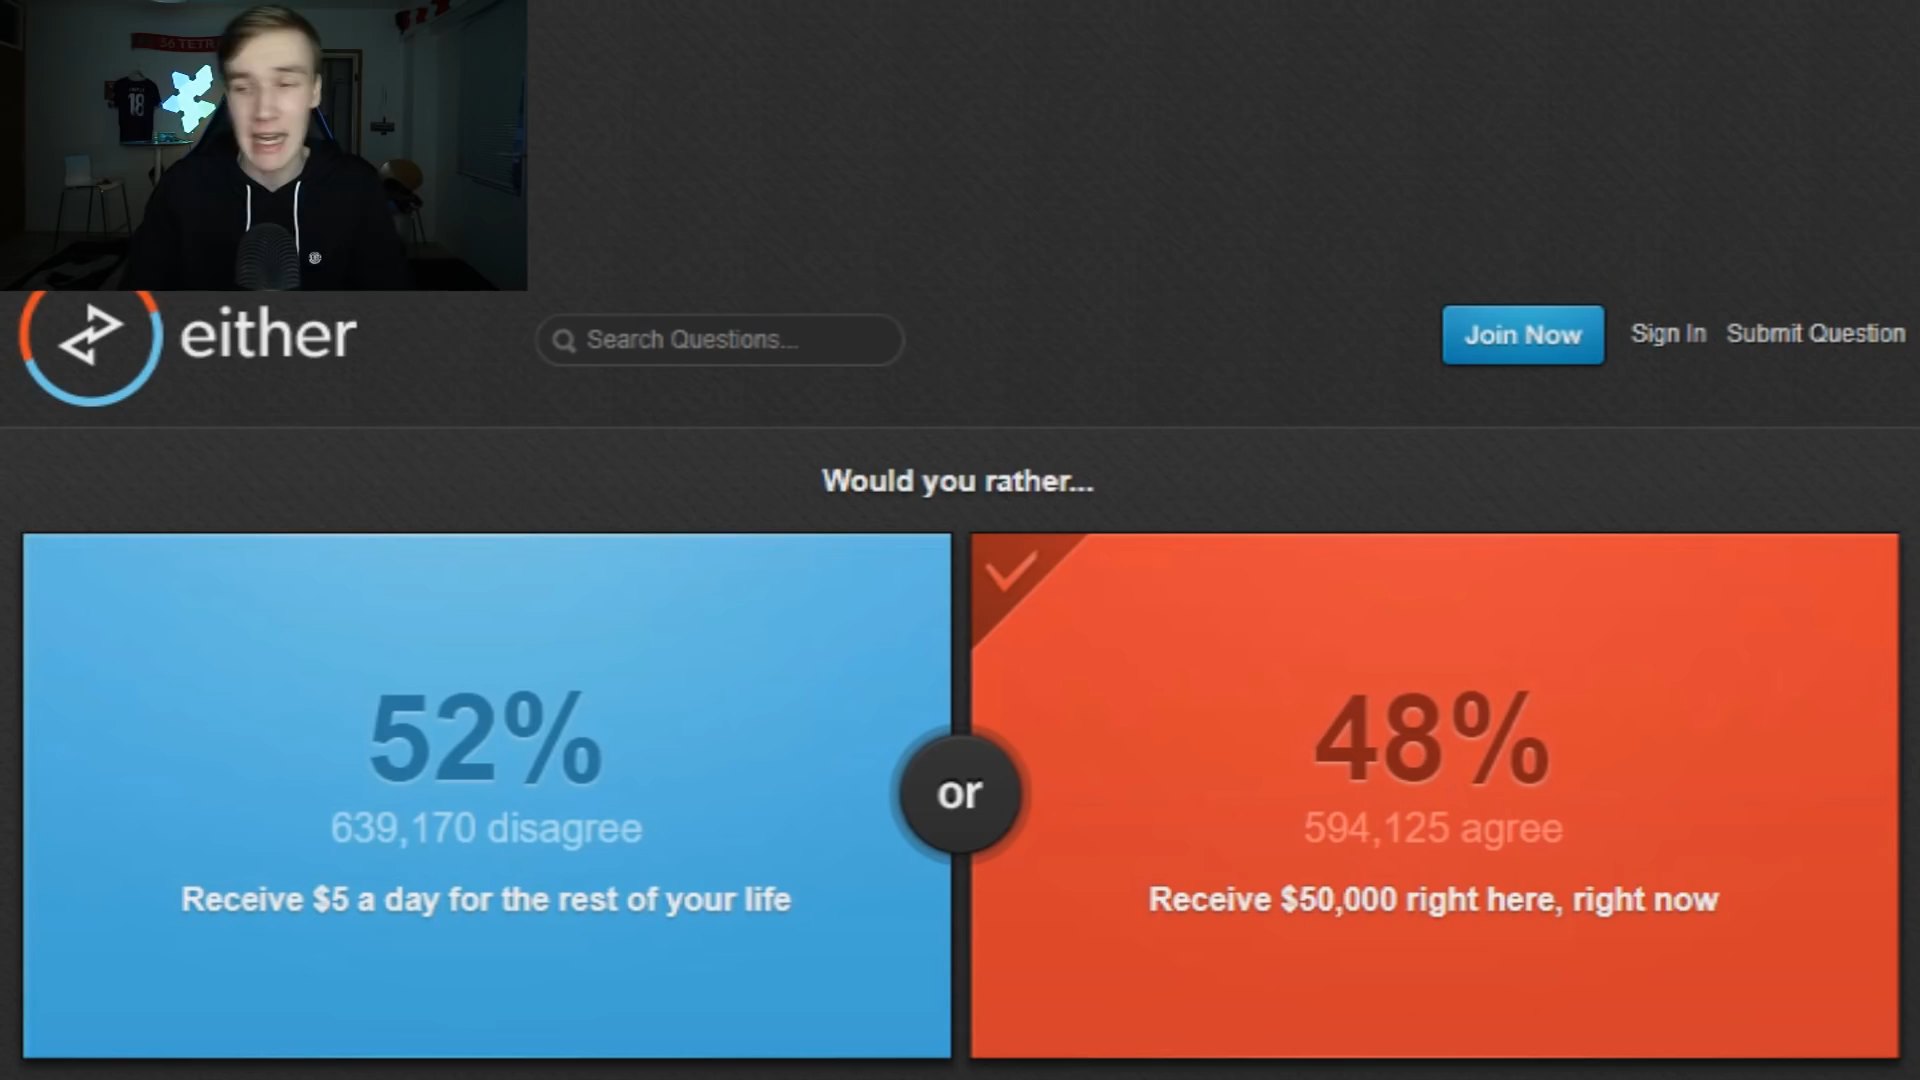 18
either
Search Questions...
Join Now
Sign In
Submit Question
Would you rather...
52%
639,170 disagree
Receive $5 a day for the rest of your life
or
48%
594,125 agree
Receive $50,000 right here, right now